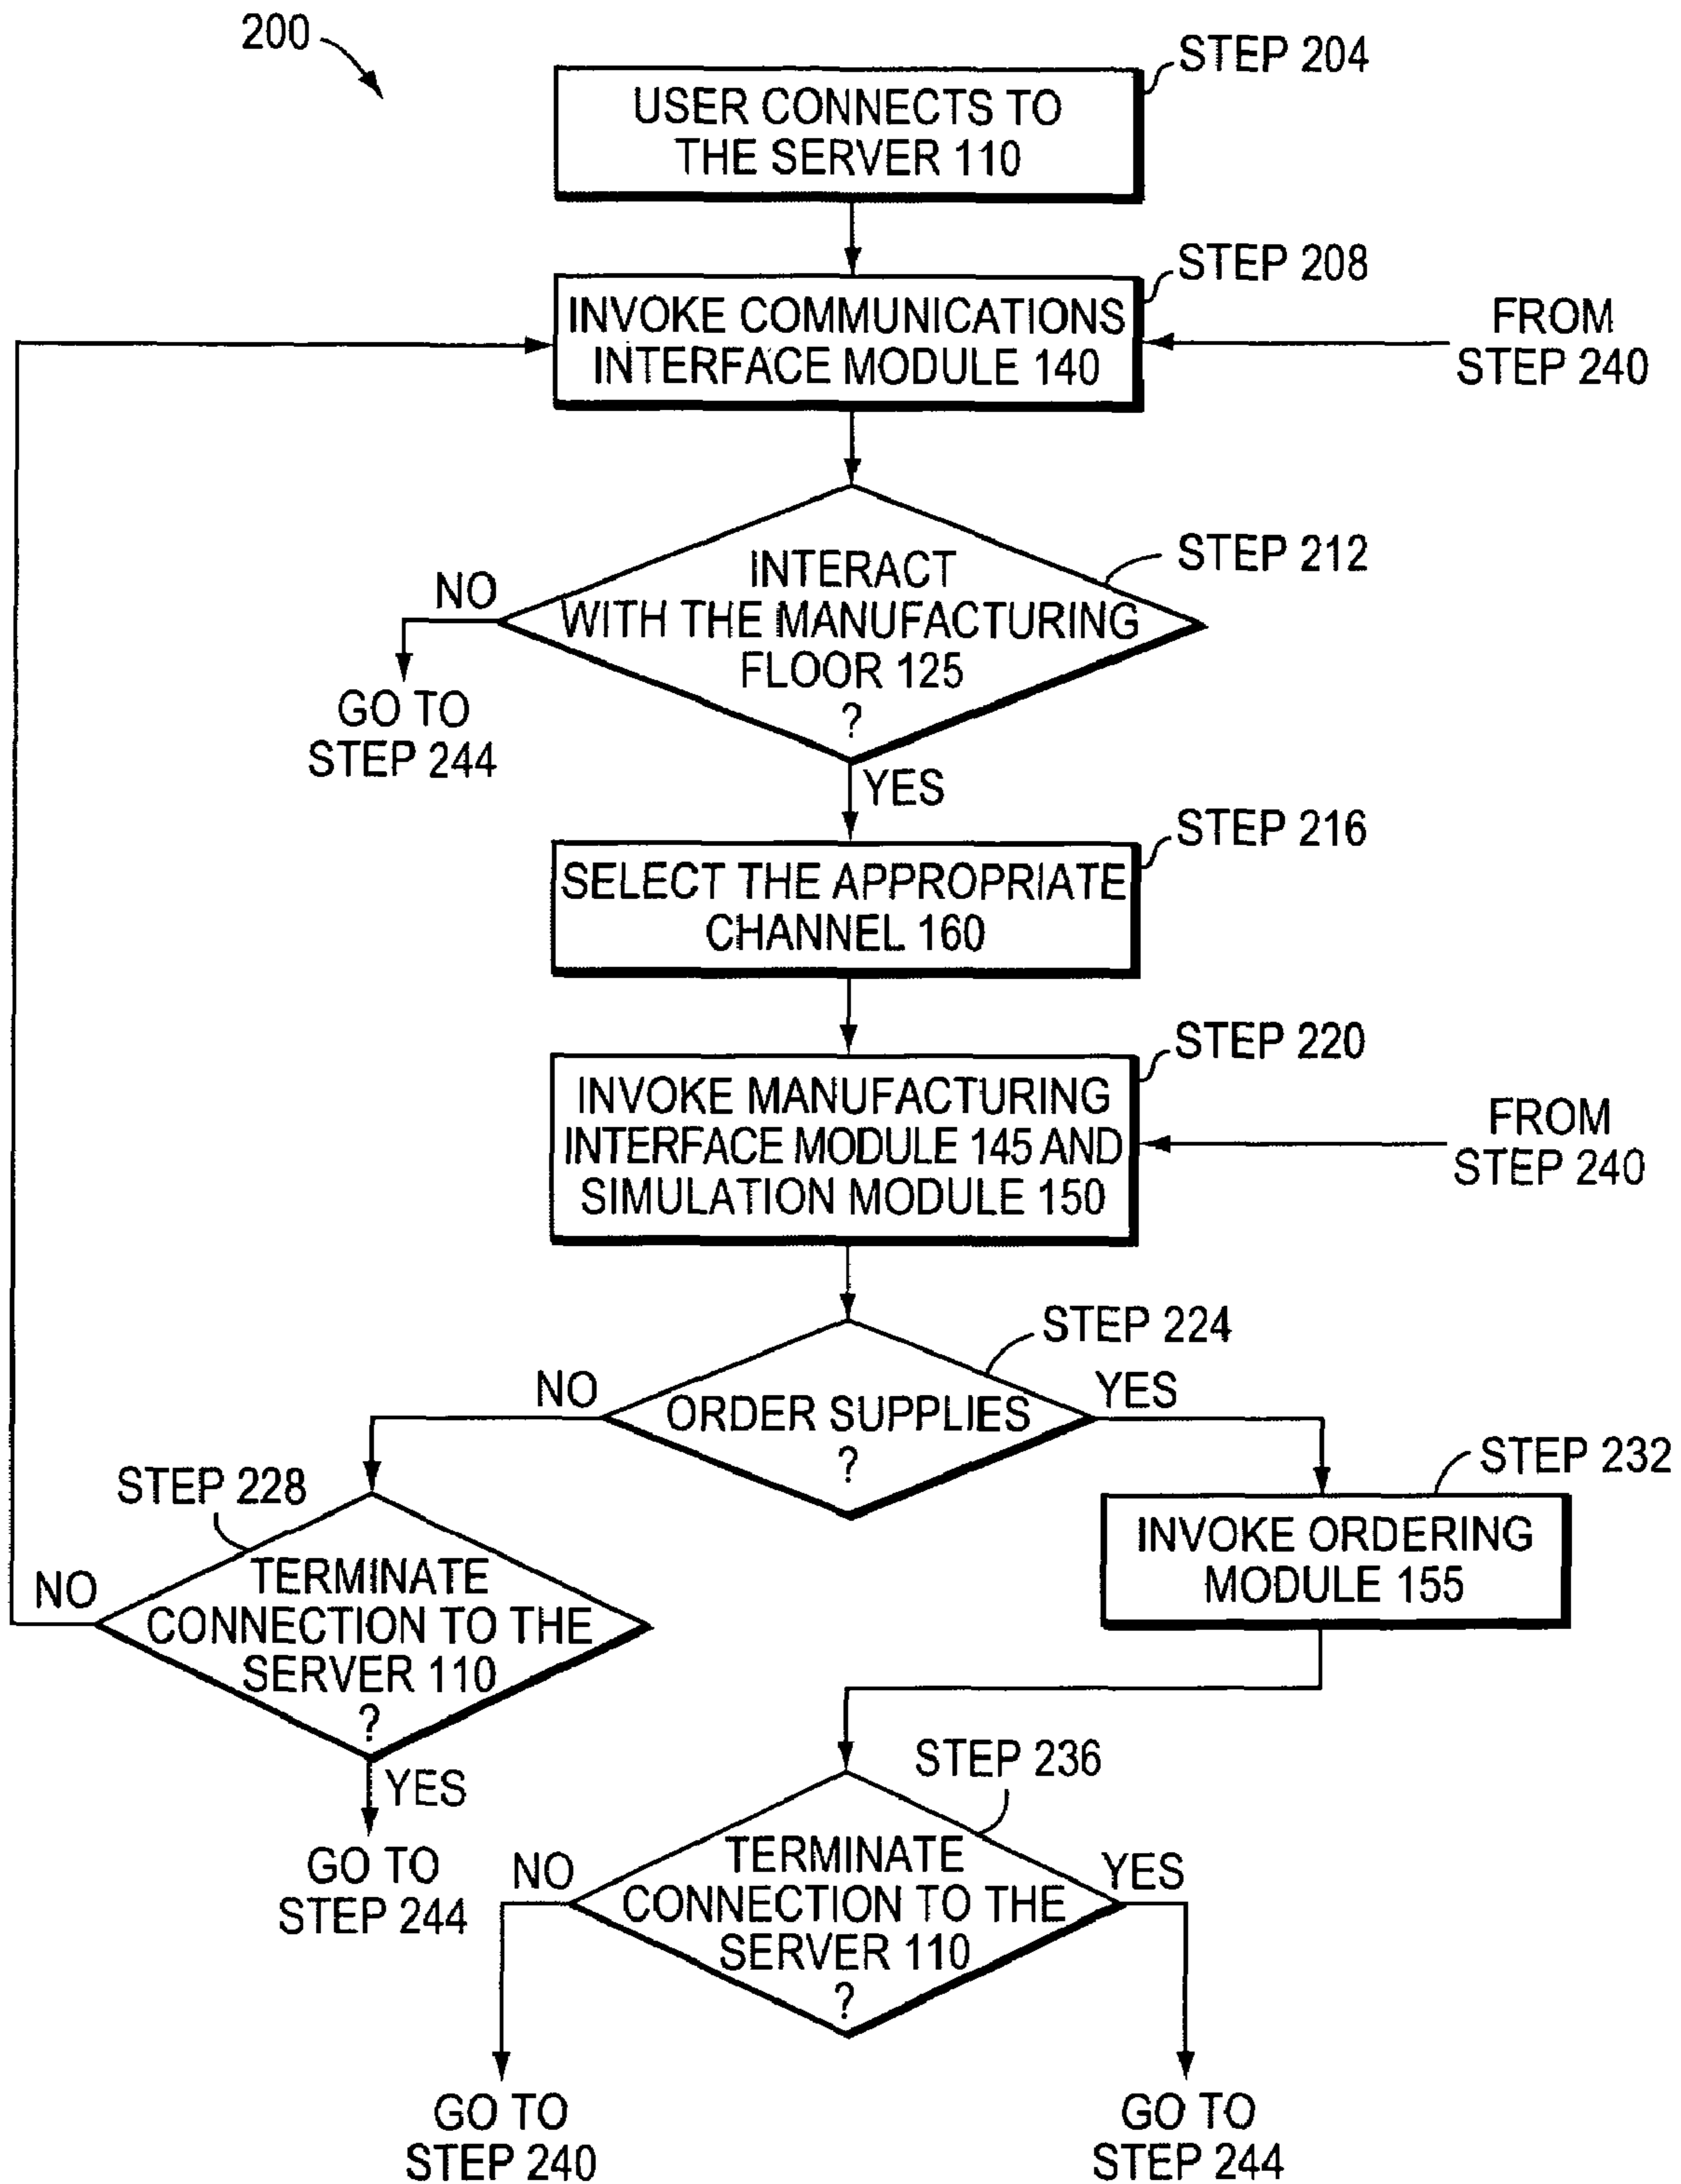 200
STEP 204
USER CONNECTS TO
THE SERVER 110
STEP 208
INVOKE COMMUNICATIONS
INTERFACE MODULE 140
FROM
STEP 240
STEP 212
INTERACT
WITH THE MANUFACTURING
FLOOR 125
?
NO
GO TO
STEP 244
YES
STEP 216
SELECT THE APPROPRIATE
CHANNEL 160
STEP 220
INVOKE MANUFACTURING
INTERFACE MODULE 145 AND
SIMULATION MODULE 150
FROM
STEP 240
STEP 224
ORDER SUPPLIES
?
NO
YES
STEP 228
TERMINATE
CONNECTION TO THE
SERVER 110
?
NO
YES
GO TO
STEP 244
STEP 232
INVOKE ORDERING
MODULE 155
STEP 236
TERMINATE
CONNECTION TO THE
SERVER 110
?
NO
YES
GO TO
STEP 240
GO TO
STEP 244